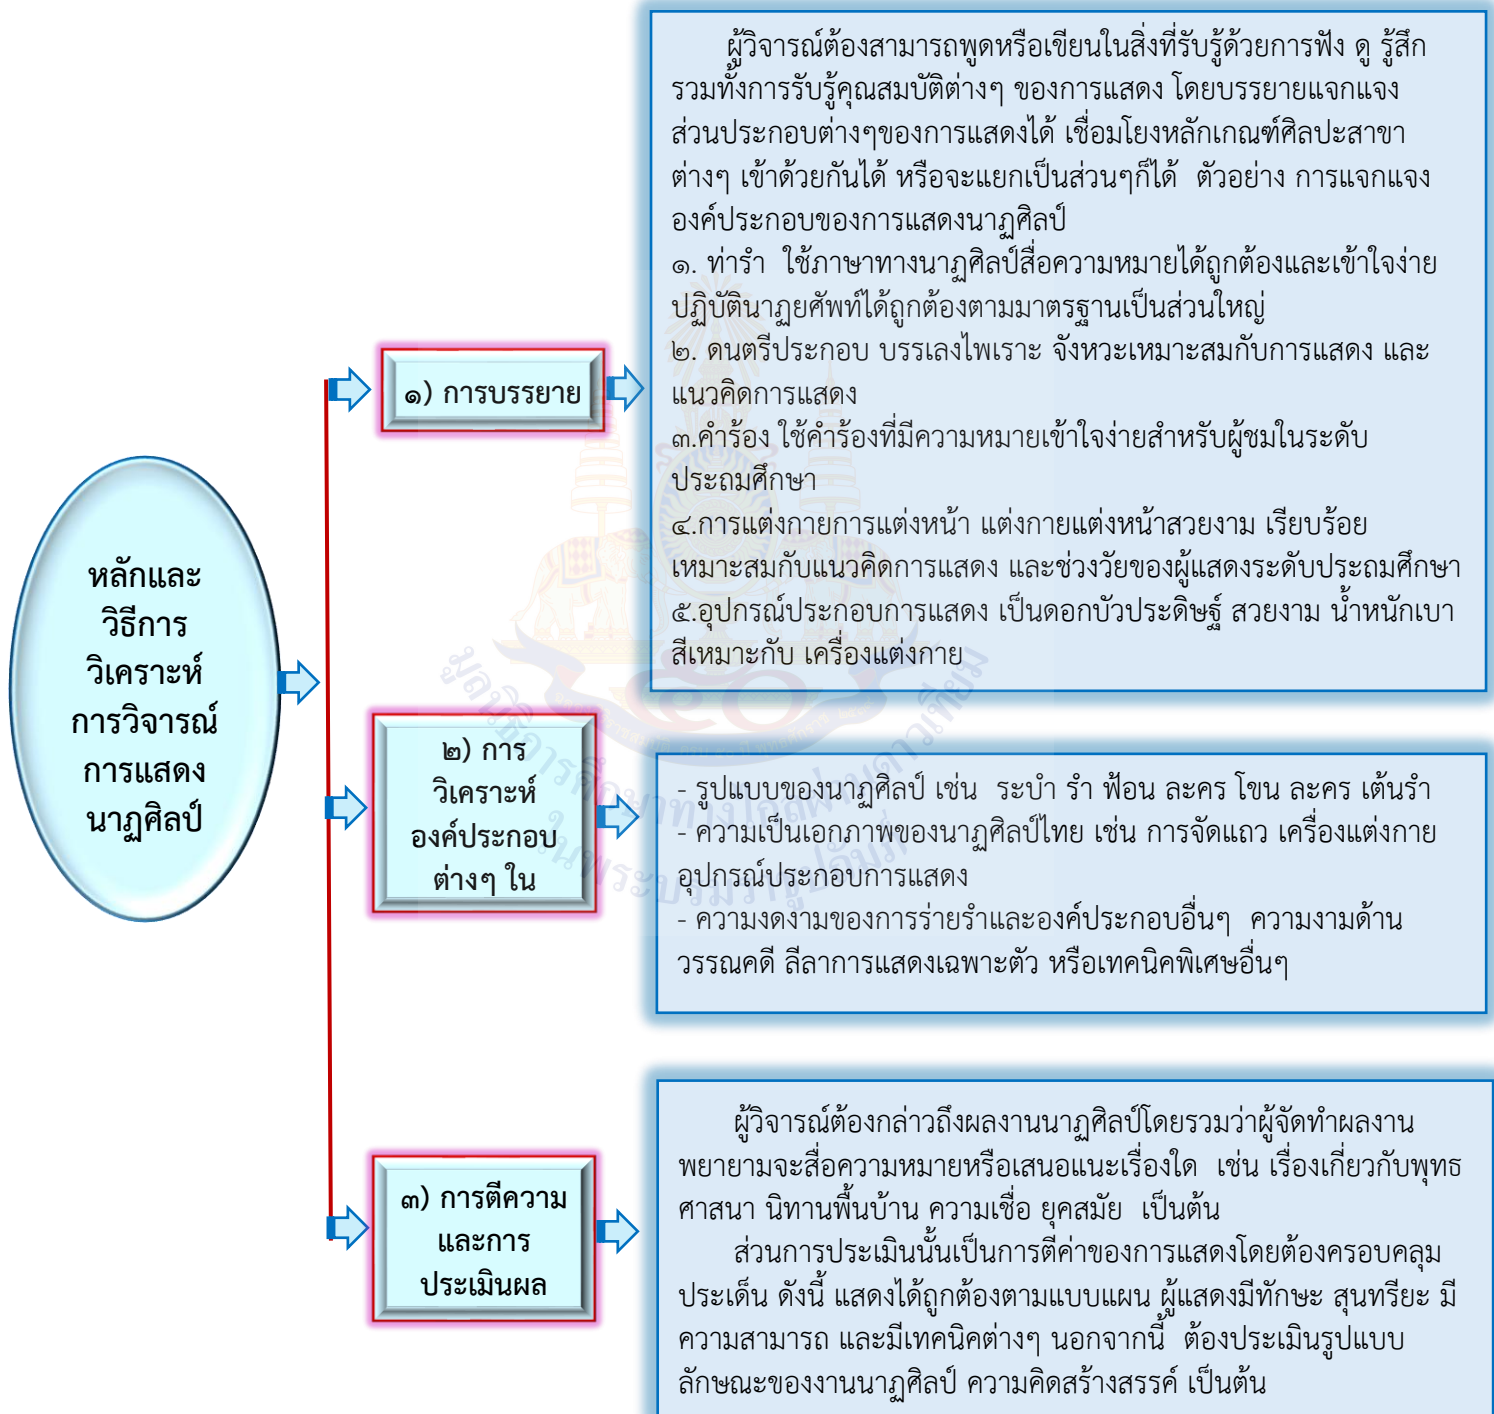 หลักและ
วิธีการ
วิเคราะห์
การวิจารณ์
การแสดง
นาฏศิลป์
๑) การบรรยาย
ผู้วิจารณ์ต้องสามารถพูดหรือเขียนในสิ่งที่รับรู้ด้วยการฟัง ดู รู้สึก
รวมทั้งการรับรู้คุณสมบัติต่างๆ ของการแสดง โดยบรรยายแจกแจง
ส่วนประกอบต่างๆของการแสดงได้ เชื่อมโยงหลักเกณฑ์ศิลปะสาขา
ต่างๆ เข้าด้วยกันได้ หรือจะแยกเป็นส่วนๆก็ได้ ตัวอย่าง การแจกแจง
องค์ประกอบของการแสดงนาฏศิลป์
๑. ท่ารำ ใช้ภาษาทางนาฏศิลป์สื่อความหมายได้ถูกต้องและเข้าใจง่าย
ปฏิบัตินาฏยศัพท์ได้ถูกต้องตามมาตรฐานเป็นส่วนใหญ่
๒. ดนตรีประกอบ บรรเลงไพเราะ จังหวะเหมาะสมกับการแสดง และ
แนวคิดการแสดง
๓.คำร้อง ใช้คำร้องที่มีความหมายเข้าใจง่ายสำหรับผู้ชมในระดับ
ประถมศึกษา
๔.การแต่งกายการแต่งหน้า แต่งกายแต่งหน้าสวยงาม เรียบร้อย
เหมาะสมกับแนวคิดการแสดง และช่วงวัยของผู้แสดงระดับประถมศึกษา
๕.อุปกรณ์ประกอบการแสดง เป็นดอกบัวประดิษฐ์ สวยงาม น้ำหนักเบา
สีเหมาะกับ เครื่องแต่งกาย
๒) การ
วิเคราะห์
องค์ประกอบ
ต่างๆ ใน
- รูปแบบของนาฏศิลป์ เช่น ระบำ รำ ฟ้อน ละคร โขน ละคร เต้นรำ
- ความเป็นเอกภาพของนาฏศิลป์ไทย เช่น การจัดแถว เครื่องแต่งกาย
อุปกรณ์ประกอบการแสดง
- ความงดงามของการร่ายรำและองค์ประกอบอื่นๆ ความงามด้าน
วรรณคดี ลีลาการแสดงเฉพาะตัว หรือเทคนิคพิเศษอื่นๆ
๓) การตีความ
และการ
ประเมินผล
ผู้วิจารณ์ต้องกล่าวถึงผลงานนาฏศิลป์โดยรวมว่าผู้จัดทำผลงาน
พยายามจะสื่อความหมายหรือเสนอแนะเรื่องใด เช่น เรื่องเกี่ยวกับพุทธ
ศาสนา นิทานพื้นบ้าน ความเชื่อ ยุคสมัย เป็นต้น
ส่วนการประเมินนั้นเป็นการตีค่าของการแสดงโดยต้องครอบคลุม
ประเด็น ดังนี้ แสดงได้ถูกต้องตามแบบแผน ผู้แสดงมีทักษะ สุนทรียะ มี
ความสามารถ และมีเทคนิคต่างๆ นอกจากนี้ ต้องประเมินรูปแบบ
ลักษณะของงานนาฏศิลป์ ความคิดสร้างสรรค์ เป็นต้น
มูลนิธิการศึกษาทางไกลผ่านดาวเทียม
ในพระบรมราชูปถัมภ์
๕๐